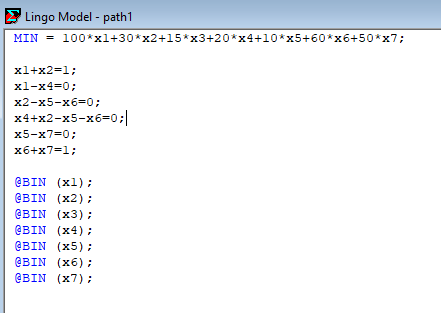 Lingo Model - path1
MIN = 100*x1+30*x2+15*x3+20*x4+10*x5+60*x6+50*x7;
x1+x2=1;
x1-x4=0;
x2-x5-x6=0;
x4+x2-x5-x6=0;
x5-x7=0;
x6+x7=1;
@BIN (x1);
@BIN (x2);
@BIN (x3);
@BIN (x4);
@BIN (x5);
@BIN (x6);
@BIN (x7);